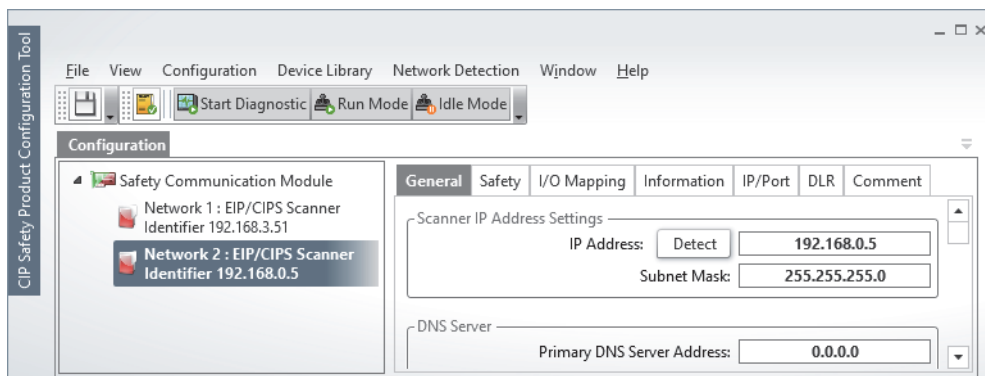 CIP Safety Product Configuration Tool
File View Configuration Device Library Network Detection Window Help
Start Diagnostic Run Mode Idle Mode
Configuration
Safety Communication Module
Network 1 : EIP/CIPS Scanner
Identifier 192.168.3.51
Network 2 : EIP/CIPS Scanner
Identifier 192.168.0.5
General Safety I/O Mapping Information IP/Port DLR Comment
Scanner IP Address Settings
IP Address: Detect 192.168.0.5
Subnet Mask: 255.255.255.0
DNS Server
Primary DNS Server Address: 0.0.0.0